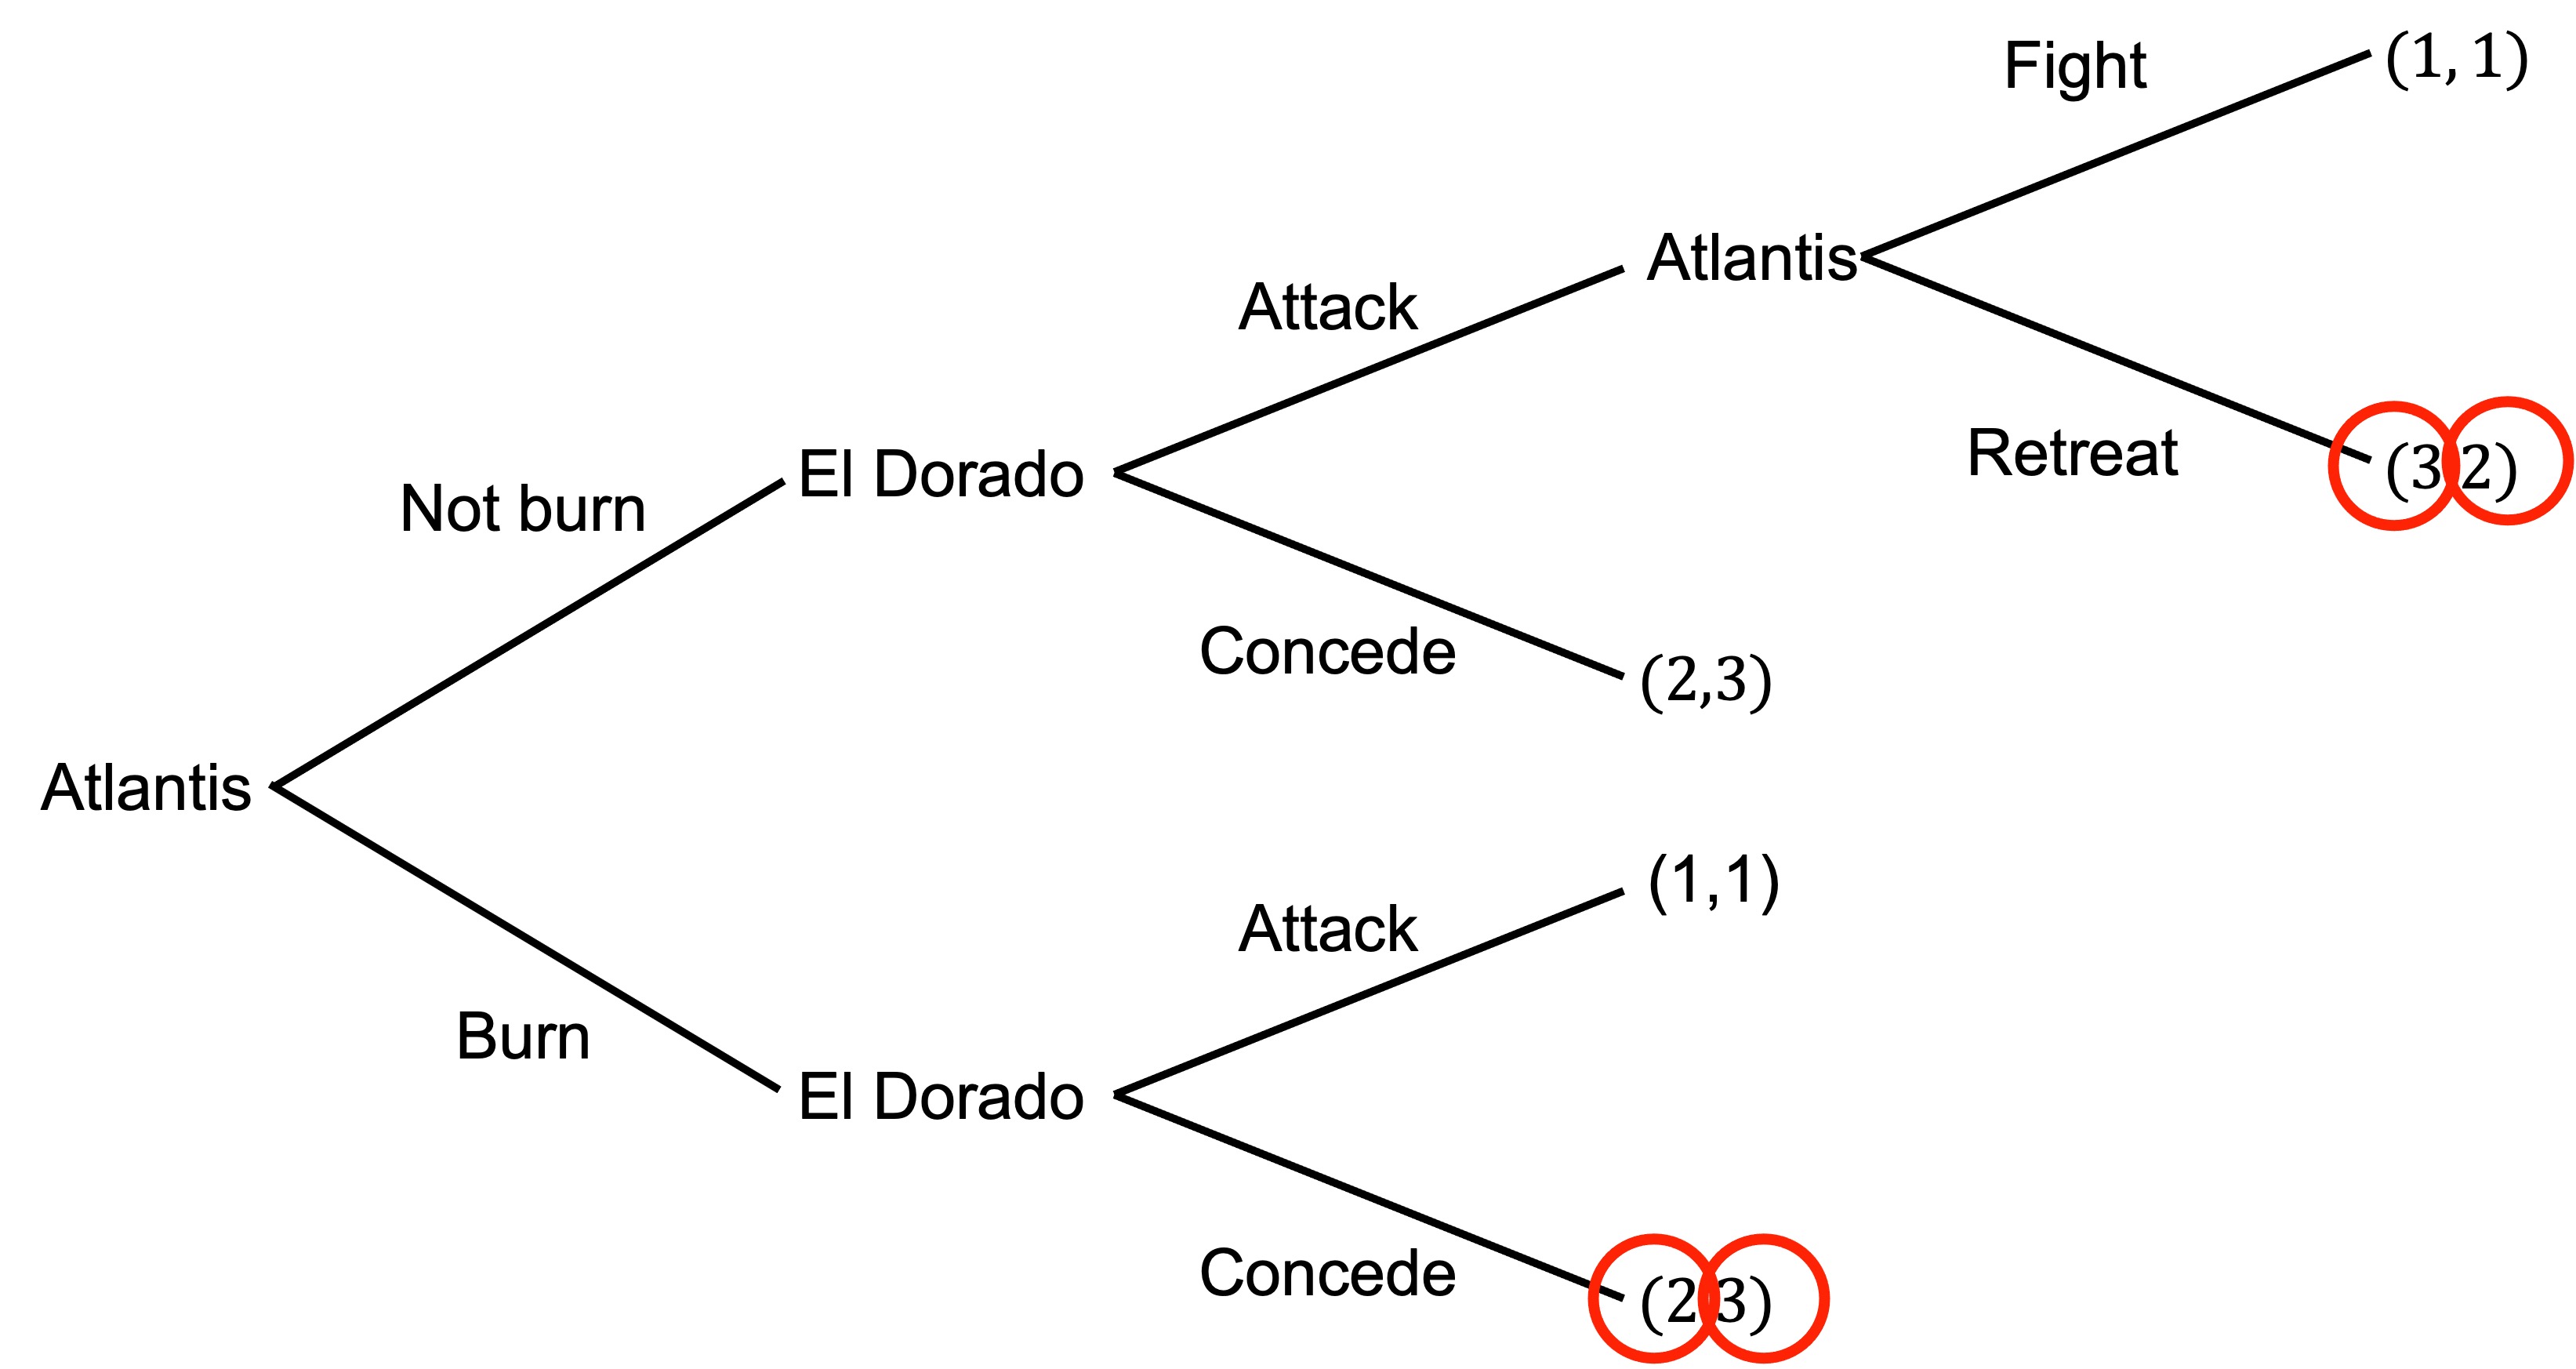 Fight
(1, 1)
Attack
Atlantis
Retreat
(3 2)
Not burn
El Dorado
Concede
(2,3)
Atlantis
Attack
(1,1)
Burn
El Dorado
Concede
(2 3)